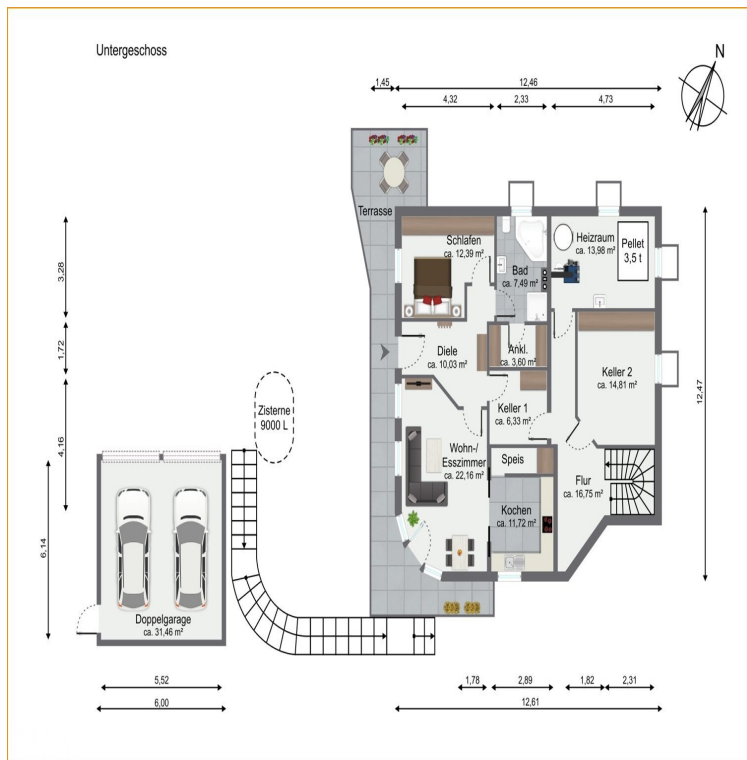 Untergeschoss
N
1,45
12,46
4,32
2,33
4,73
Terrasse
Schlafen
ca. 12,39 m²
Bad
ca. 7,49 m²
Heizraum
ca. 13,98 m²
Pellet
3,5 t
3,28
1,72
4,16
6,14
12,47
Diele
ca. 10,03 m²
Ankl.
ca. 3,60 m²
Keller 2
ca. 14,81 m²
Keller 1
ca. 6,33 m²
Zisterne
9000 L
Wohn-/
Esszimmer
ca. 22,16 m²
Speis
Flur
ca. 16,75 m²
Kochen
ca. 11,72 m²
Doppelgarage
ca. 31,46 m²
5,52
6,00
1,78
2,89
1,82
2,31
12,61